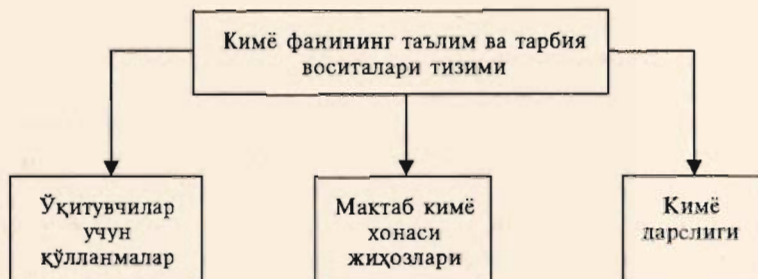 Кимё фанининг таълим ва тарбия
воситалари тизими
Ўқитувчилар
учун
қўлланмалар
Мактаб кимё
хонаси
жиҳозлари
Кимё
дарслиги